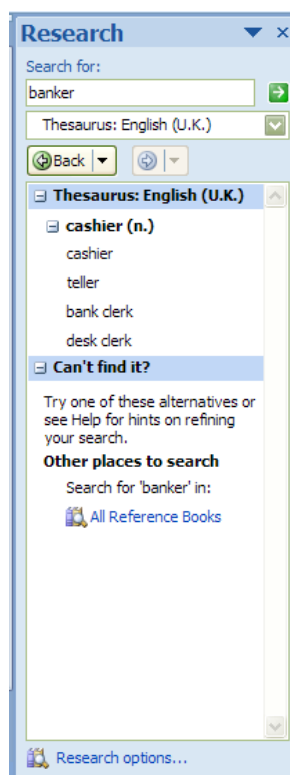 Research
Search for:
banker
Thesaurus: English (U.K.)
Back
Thesaurus: English (U.K.)
cashier (n.)
cashier
teller
bank clerk
desk clerk
Can't find it?
Try one of these alternatives or
see Help for hints on refining
your search.
Other places to search
Search for 'banker' in:
All Reference Books
Research options...